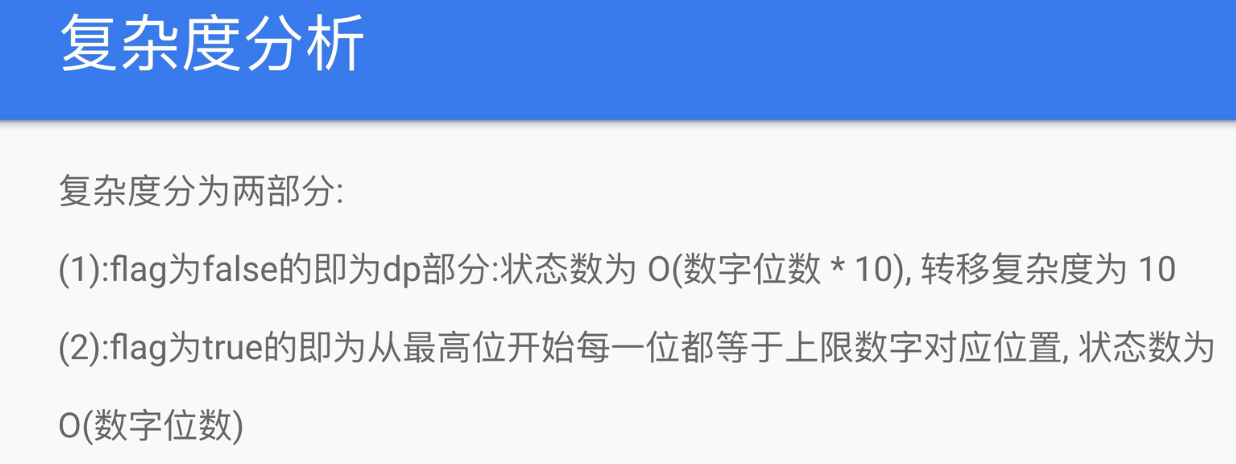 复杂度分析
复杂度分为两部分:
(1):flag为false的即为dp部分:状态数为 O(数字位数 * 10), 转移复杂度为 10
(2):flag为true的即为从最高位开始每一位都等于上限数字对应位置, 状态数为
O(数字位数)